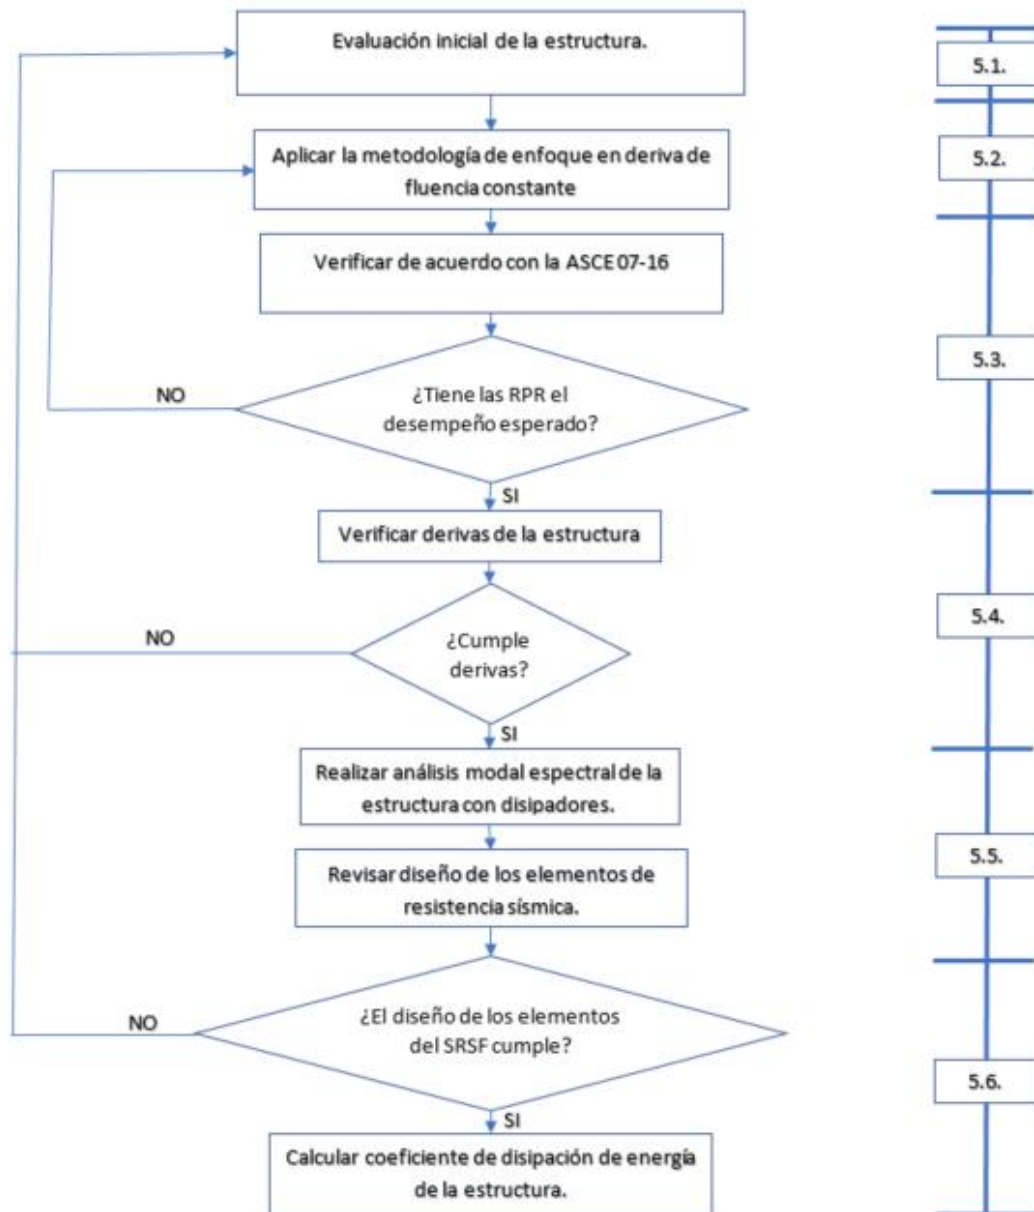 Evaluación inicial de la estructura.
5.1.
Aplicar la metodología de enfoque en deriva de
fluencia constante
5.2.
Verificar de acuerdo con la ASCE 07-16
¿Tiene las RPR el
desempeño esperado?
NO
5.3.
SI
Verificar derivas de la estructura
¿Cumple
derivas?
NO
5.4.
SI
Realizar análisis modal espectral de la
estructura con disipadores.
Revisar diseño de los elementos de
resistencia sísmica.
5.5.
¿El diseño de los elementos
del SRSF cumple?
NO
5.6.
SI
Calcular coeficiente de disipación de energía
de la estructura.